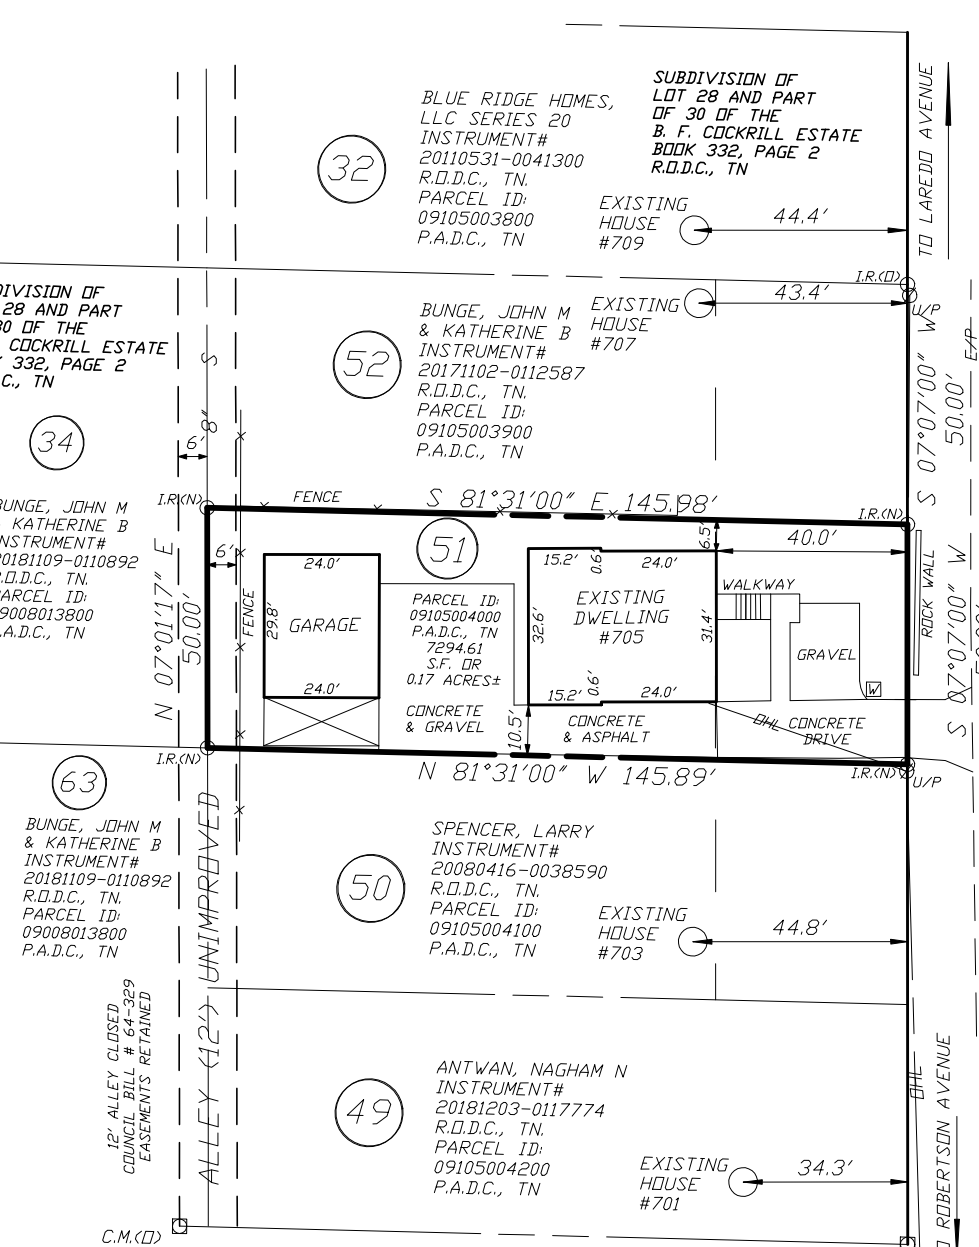 SUBDIVISION OF
LOT 28 AND PART
OF 30 OF THE
B. F. COCKRILL ESTATE
BOOK 332, PAGE 2
R.O.D.C., TN
TO LAREDO AVENUE
BLUE RIDGE HOMES,
LLC SERIES 20
INSTRUMENT#
20110531-0041300
R.O.D.C., TN.
PARCEL ID:
09105003800
P.A.D.C., TN
32
EXISTING
HOUSE
#709
44.4'
I.R.(O)
43.4'
U/P
E/P
IVISION OF
28 AND PART
30 OF THE
COCKRILL ESTATE
332, PAGE 2
C., TN
BUNGE, JOHN M
& KATHERINE B
INSTRUMENT#
20171102-0112587
R.O.D.C., TN.
PARCEL ID:
09105003900
P.A.D.C., TN
EXISTING
HOUSE
#707
52
S
8"
34
6'
S 07°07'00" W
50.00'
BUNGE, JOHN M
KATHERINE B
INSTRUMENT#
20181109-0110892
R.O.D.C., TN.
PARCEL ID:
09008013800
P.A.D.C., TN
I.R.(N)
FENCE
S 81°31'00" E 145.98'
I.R.(N)
6'
51
6.5'
40.0'
24.0'
29.8'
GARAGE
24.0'
FENCE
N 07°01'17" E
50.00'
PARCEL ID:
09105004000
P.A.D.C., TN
7294.61
S.F. OR
0.17 ACRES±
CONCRETE
& GRAVEL
15.2'
0.6'
24.0'
32.6'
EXISTING
DWELLING
#705
31.4'
15.2'
0.6'
24.0'
WALKWAY
GRAVEL
W
ROCK WALL
S 07°07'00" W
10.5'
CONCRETE
& ASPHALT
OHL
CONCRETE
DRIVE
I.R.(N)
N 81°31'00" W 145.89'
I.R.(N)
U/P
63
BUNGE, JOHN M
& KATHERINE B
INSTRUMENT#
20181109-0110892
R.O.D.C., TN.
PARCEL ID:
09008013800
P.A.D.C., TN
SPENCER, LARRY
INSTRUMENT#
20080416-0038590
R.O.D.C., TN.
PARCEL ID:
09105004100
P.A.D.C., TN
50
EXISTING
HOUSE
#703
44.8'
12' ALLEY CLOSED
COUNCIL BILL # 64-329
EASEMENTS RETAINED
ALLEY (12') UNIMPROVED
ANTWAN, NAGHAM N
INSTRUMENT#
20181203-0117774
R.O.D.C., TN.
PARCEL ID:
09105004200
P.A.D.C., TN
49
EXISTING
HOUSE
#701
34.3'
OHL
ROBERTSON AVENUE
C.M.(O)